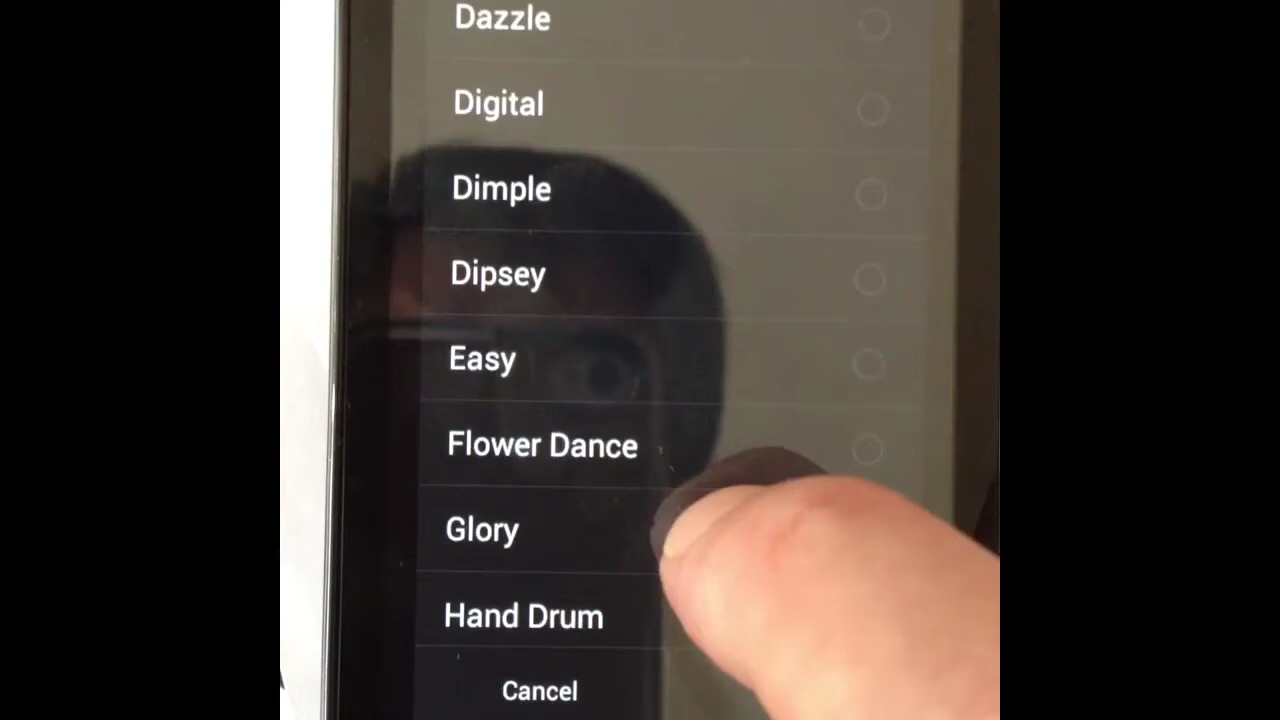 Dazzle
Digital
Dimple
Dipsey
Easy
Flower Dance
Glory
Hand Drum
Cancel